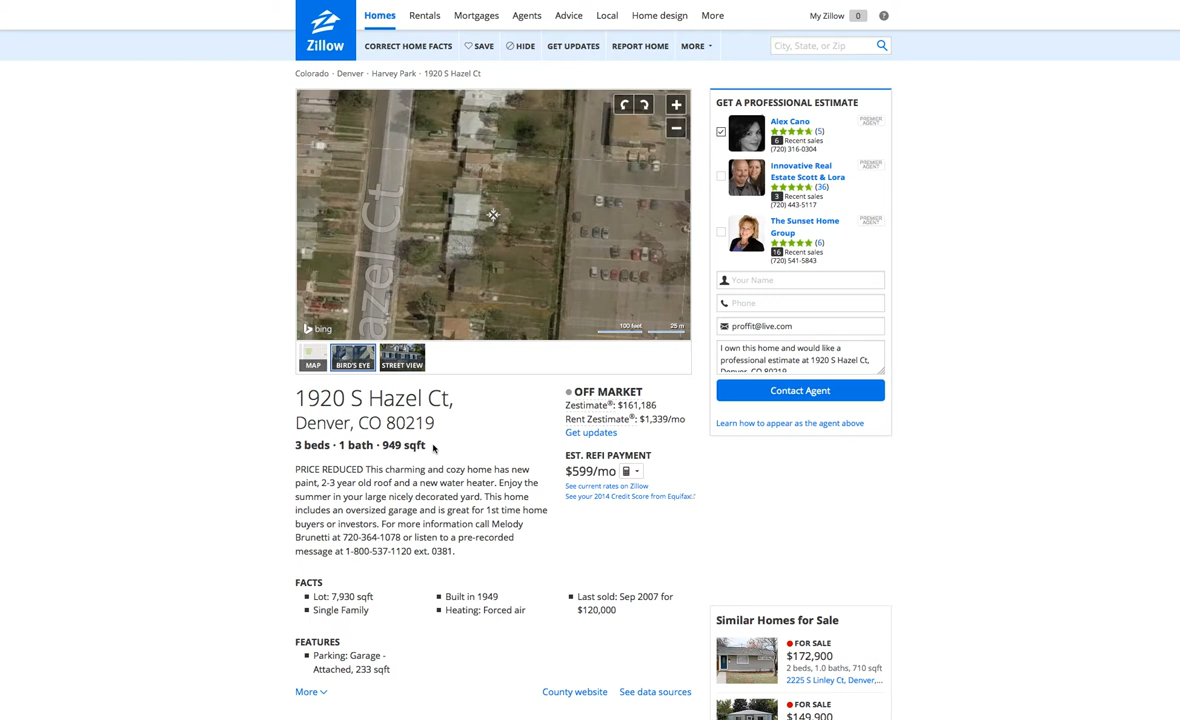 Zillow
Homes Rentals Mortgages Agents Advice Local Home design More
My Zillow 0 ?
CORRECT HOME FACTS SAVE HIDE GET UPDATES REPORT HOME MORE
City, State, or Zip
Colorado · Denver · Harvey Park · 1920 S Hazel Ct
azel Ct
bing
100 feet 25 m
MAP BIRD'S EYE STREET VIEW
1920 S Hazel Ct,
Denver, CO 80219
3 beds · 1 bath · 949 sqft
PRICE REDUCED This charming and cozy home has new
paint, 2-3 year old roof and a new water heater. Enjoy the
summer in your large nicely decorated yard. This home
includes an oversized garage and is great for 1st time home
buyers or investors. For more information call Melody
Brunetti at 720-364-1078 or listen to a pre-recorded
message at 1-800-537-1120 ext. 0381.
OFF MARKET
Zestimate®: $161,186
Rent Zestimate®: $1,339/mo
Get updates
EST. REFI PAYMENT
$599/mo
See current rates on Zillow
See your 2014 Credit Score from Equifax.
FACTS
Lot: 7,930 sqft
Single Family
Built in 1949
Heating: Forced air
Last sold: Sep 2007 for
$120,000
FEATURES
Parking: Garage -
Attached, 233 sqft
More
County website See data sources
GET A PROFESSIONAL ESTIMATE
Alex Cano
(5)
6 Recent sales
(720) 316-0304
PREMIER
AGENT
Innovative Real
Estate Scott & Lora
(36)
3 Recent sales
(720) 443-5117
PREMIER
AGENT
The Sunset Home
Group
(6)
16 Recent sales
(720) 541-5843
PREMIER
AGENT
Your Name
Phone
proffit@live.com
I own this home and would like a
professional estimate at 1920 S Hazel Ct,
Denver, CO 80219
Contact Agent
Learn how to appear as the agent above
Similar Homes for Sale
FOR SALE
$172,900
2 beds, 1.0 baths, 710 sqft
2225 S Linley Ct, Denver,...
FOR SALE
$149,900